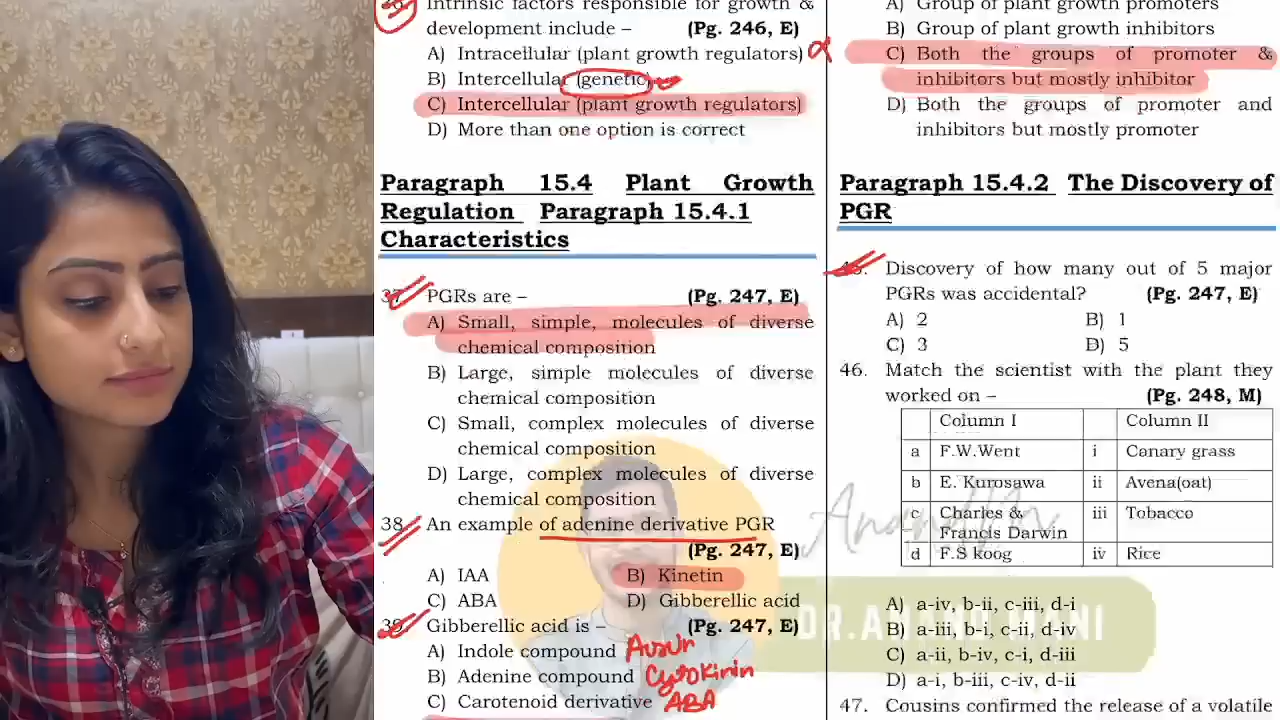 36. Intrinsic factors responsible for growth &
development include – (Pg. 246, E)
A) Intracellular (plant growth regulators)
B) Intercellular (genetic)
C) Intercellular (plant growth regulators)
D) More than one option is correct
Paragraph 15.4 Plant Growth
Regulation Paragraph 15.4.1
Characteristics
37. PGRs are – (Pg. 247, E)
A) Small, simple, molecules of diverse
chemical composition
B) Large, simple molecules of diverse
chemical composition
C) Small, complex molecules of diverse
chemical composition
D) Large, complex molecules of diverse
chemical composition
38. An example of adenine derivative PGR
(Pg. 247, E)
A) IAA B) Kinetin
C) ABA D) Gibberellic acid
39. Gibberellic acid is – (Pg. 247, E)
A) Indole compound Auxin
B) Adenine compound Cytokinin
C) Carotenoid derivative ABA
A) Group of plant growth promoters
B) Group of plant growth inhibitors
C) Both the groups of promoter &
inhibitors but mostly inhibitor
D) Both the groups of promoter and
inhibitors but mostly promoter
Paragraph 15.4.2 The Discovery of
PGR
45. Discovery of how many out of 5 major
PGRs was accidental? (Pg. 247, E)
A) 2 B) 1
C) 3 D) 5
46. Match the scientist with the plant they
worked on – (Pg. 248, M)
Column I Column II
a F.W.Went i Canary grass
b E. Kurosawa ii Avena(oat)
c Charles & iii Tobacco
Francis Darwin
d F.S koog iv Rice
A) a-iv, b-ii, c-iii, d-i
B) a-iii, b-i, c-ii, d-iv
C) a-ii, b-iv, c-i, d-iii
D) a-i, b-iii, c-iv, d-ii
47. Cousins confirmed the release of a volatile